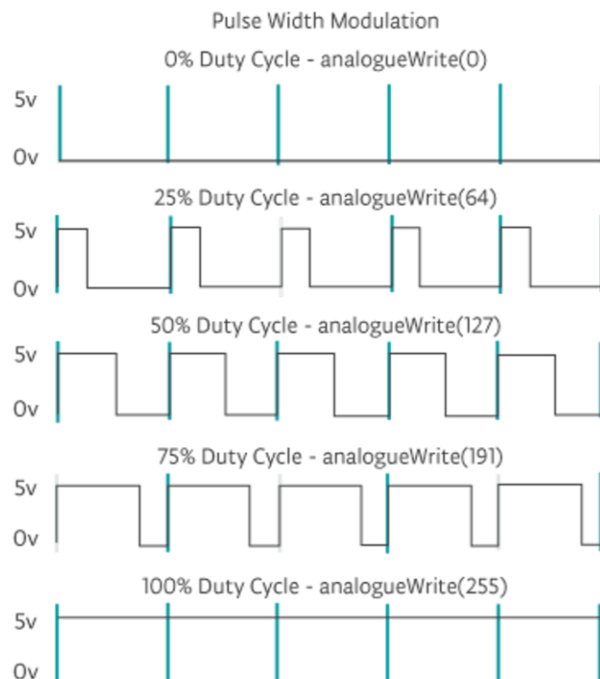 Pulse Width Modulation
0% Duty Cycle - analogueWrite(0)
5v
0v
25% Duty Cycle - analogueWrite(64)
5v
0v
50% Duty Cycle - analogueWrite(127)
5v
0v
75% Duty Cycle - analogueWrite(191)
5v
0v
100% Duty Cycle - analogueWrite(255)
5v
0v